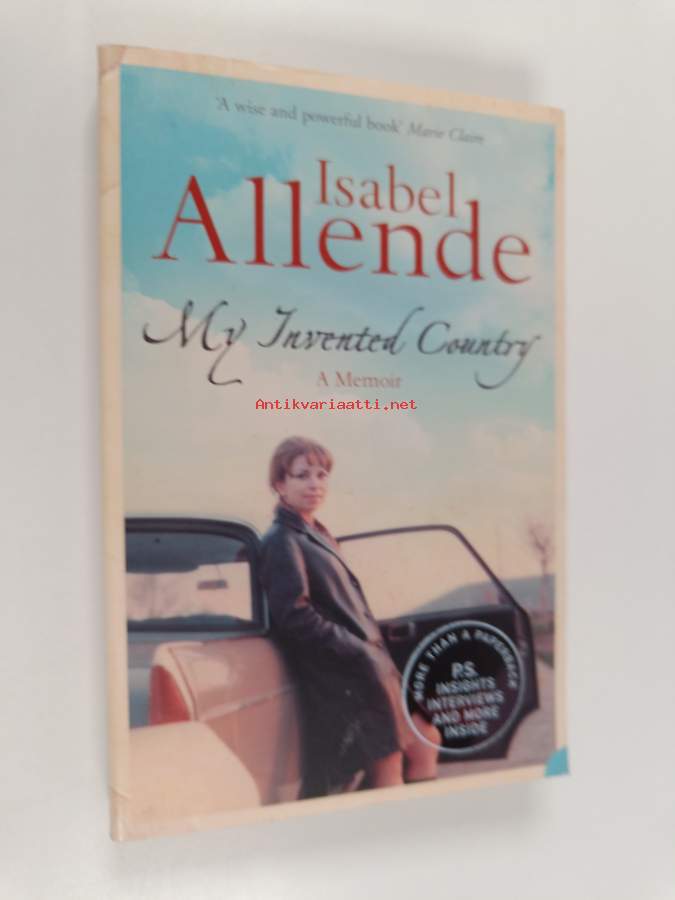 'A wise and powerful book' Marie Claire
Isabel
Allende
My Invented Country
A Memoir
Antikvariaatti.net
MORE THAN A PAPERBACK
P.S.
INSIGHTS
INTERVIEWS
AND MORE
INSIDE